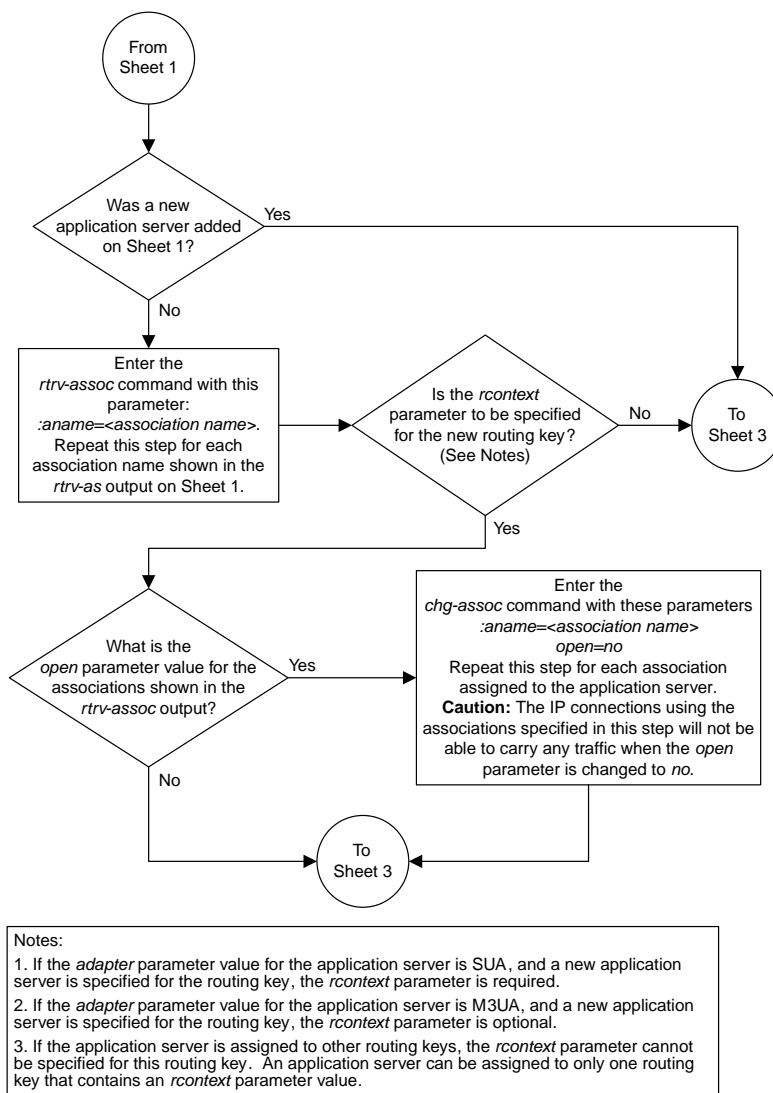 From
Sheet 1
Was a new
application server added
on Sheet 1?
Yes
No
Enter the
rtrv-assoc command with this
parameter:
:aname=<association name>.
Repeat this step for each
association name shown in the
rtrv-as output on Sheet 1.
Is the rcontext
parameter to be specified
for the new routing key?
(See Notes)
No
To
Sheet 3
Yes
What is the
open parameter value for the
associations shown in the
rtrv-assoc output?
Yes
No
Enter the
chg-assoc command with these parameters
:aname=<association name>
open=no
Repeat this step for each association
assigned to the application server.
Caution: The IP connections using the
associations specified in this step will not be
able to carry any traffic when the open
parameter is changed to no.
To
Sheet 3
Notes:
1. If the adapter parameter value for the application server is SUA, and a new application
server is specified for the routing key, the rcontext parameter is required.
2. If the adapter parameter value for the application server is M3UA, and a new application
server is specified for the routing key, the rcontext parameter is optional.
3. If the application server is assigned to other routing keys, the rcontext parameter cannot
be specified for this routing key.  An application server can be assigned to only one routing
key that contains an rcontext parameter value.